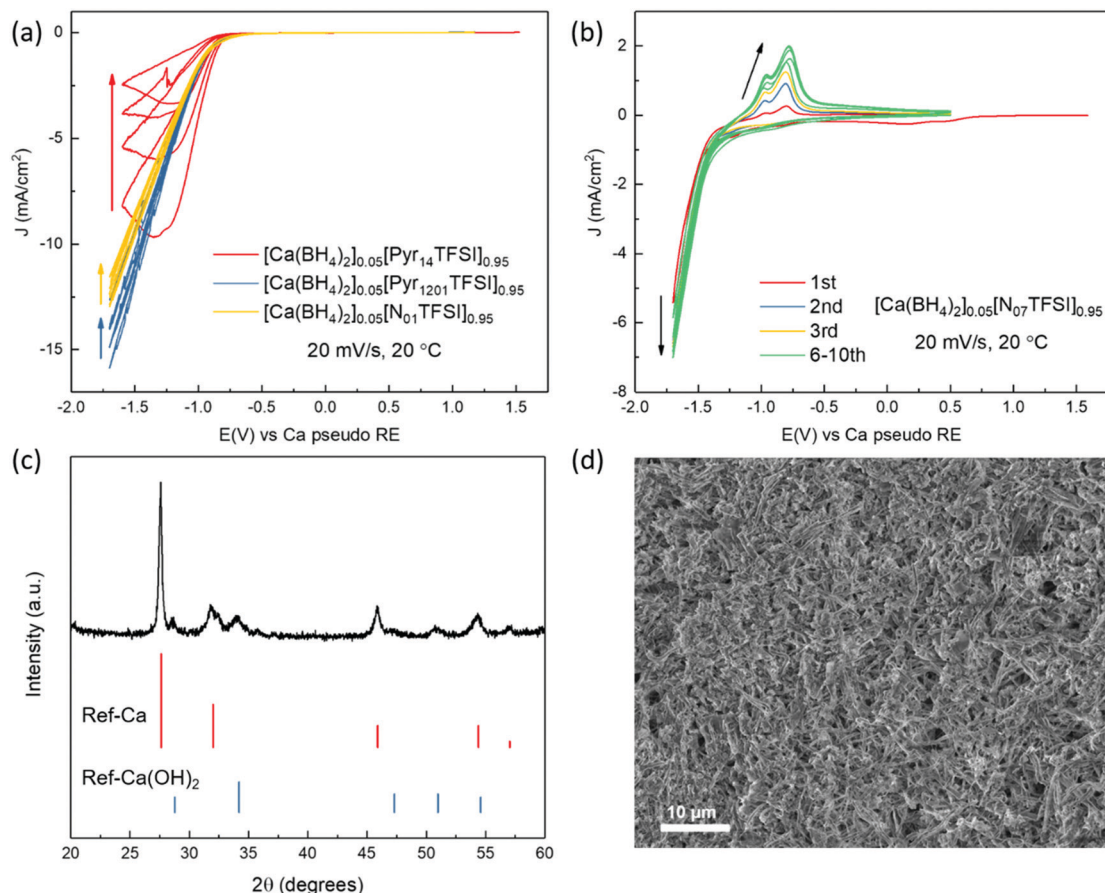 (a)
0
-5
-10
-15
J (mA/cm²)
-2.0 -1.5 -1.0 -0.5 0.0 0.5 1.0 1.5
E(V) vs Ca pseudo RE
[Ca(BH₄)₂]₀.₀₅[Pyr₁₄TFSI]₀.₉₅
[Ca(BH₄)₂]₀.₀₅[Pyr₁₂₀₁TFSI]₀.₉₅
[Ca(BH₄)₂]₀.₀₅[N₀₁TFSI]₀.₉₅
20 mV/s, 20 °C
(b)
2
0
-2
-4
-6
-8
J (mA/cm²)
-2.0 -1.5 -1.0 -0.5 0.0 0.5 1.0 1.5
E(V) vs Ca pseudo RE
1st
2nd
3rd
6-10th
[Ca(BH₄)₂]₀.₀₅[N₀₇TFSI]₀.₉₅
20 mV/s, 20 °C
(c)
Intensity (a.u.)
Ref-Ca
Ref-Ca(OH)₂
20 25 30 35 40 45 50 55 60
2θ (degrees)
(d)
10 μm